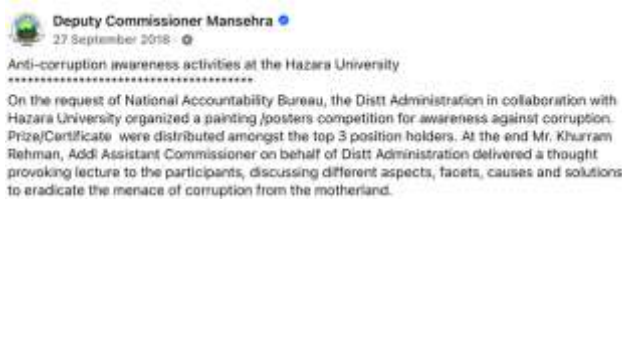 Deputy Commissioner Mansehra
27 September 2018
Anti-corruption awareness activities at the Hazara University
**************************************
On the request of National Accountability Bureau, the Distt Administration in collaboration with
Hazara University organized a painting /posters competition for awareness against corruption.
Prize/Certificate were distributed amongst the top 3 position holders. At the end Mr. Khurram
Rehman, Addl Assistant Commissioner on behalf of Distt Administration delivered a thought
provoking lecture to the participants, discussing different aspects, facets, causes and solutions
to eradicate the menace of corruption from the motherland.